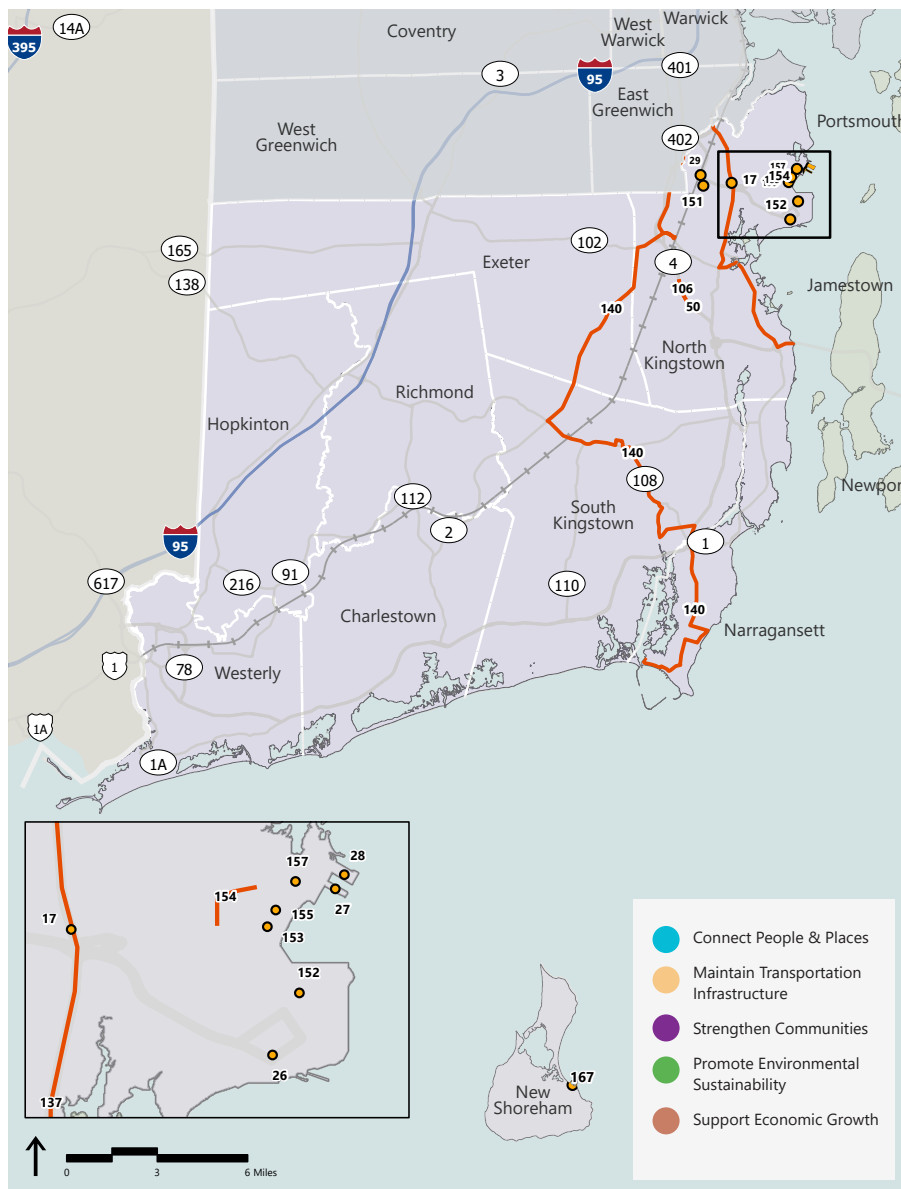 14A
395
Coventry
West
Warwick
Warwick
3
95
401
East
Greenwich
West
Greenwich
402
Portsmouth
29
151
17
157
154
152
165
138
102
Exeter
4
Jamestown
106
50
140
North
Kingstown
Richmond
Hopkinton
140
108
Newpor
112
2
South
Kingstown
95
1
91
216
617
110
Charlestown
140
Narragansett
1
78
Westerly
1A
1A
28
157
27
154
155
17
153
152
26
137
167
New
Shoreham
0 3 6 Miles
Connect People & Places
Maintain Transportation
Infrastructure
Strengthen Communities
Promote Environmental
Sustainability
Support Economic Growth